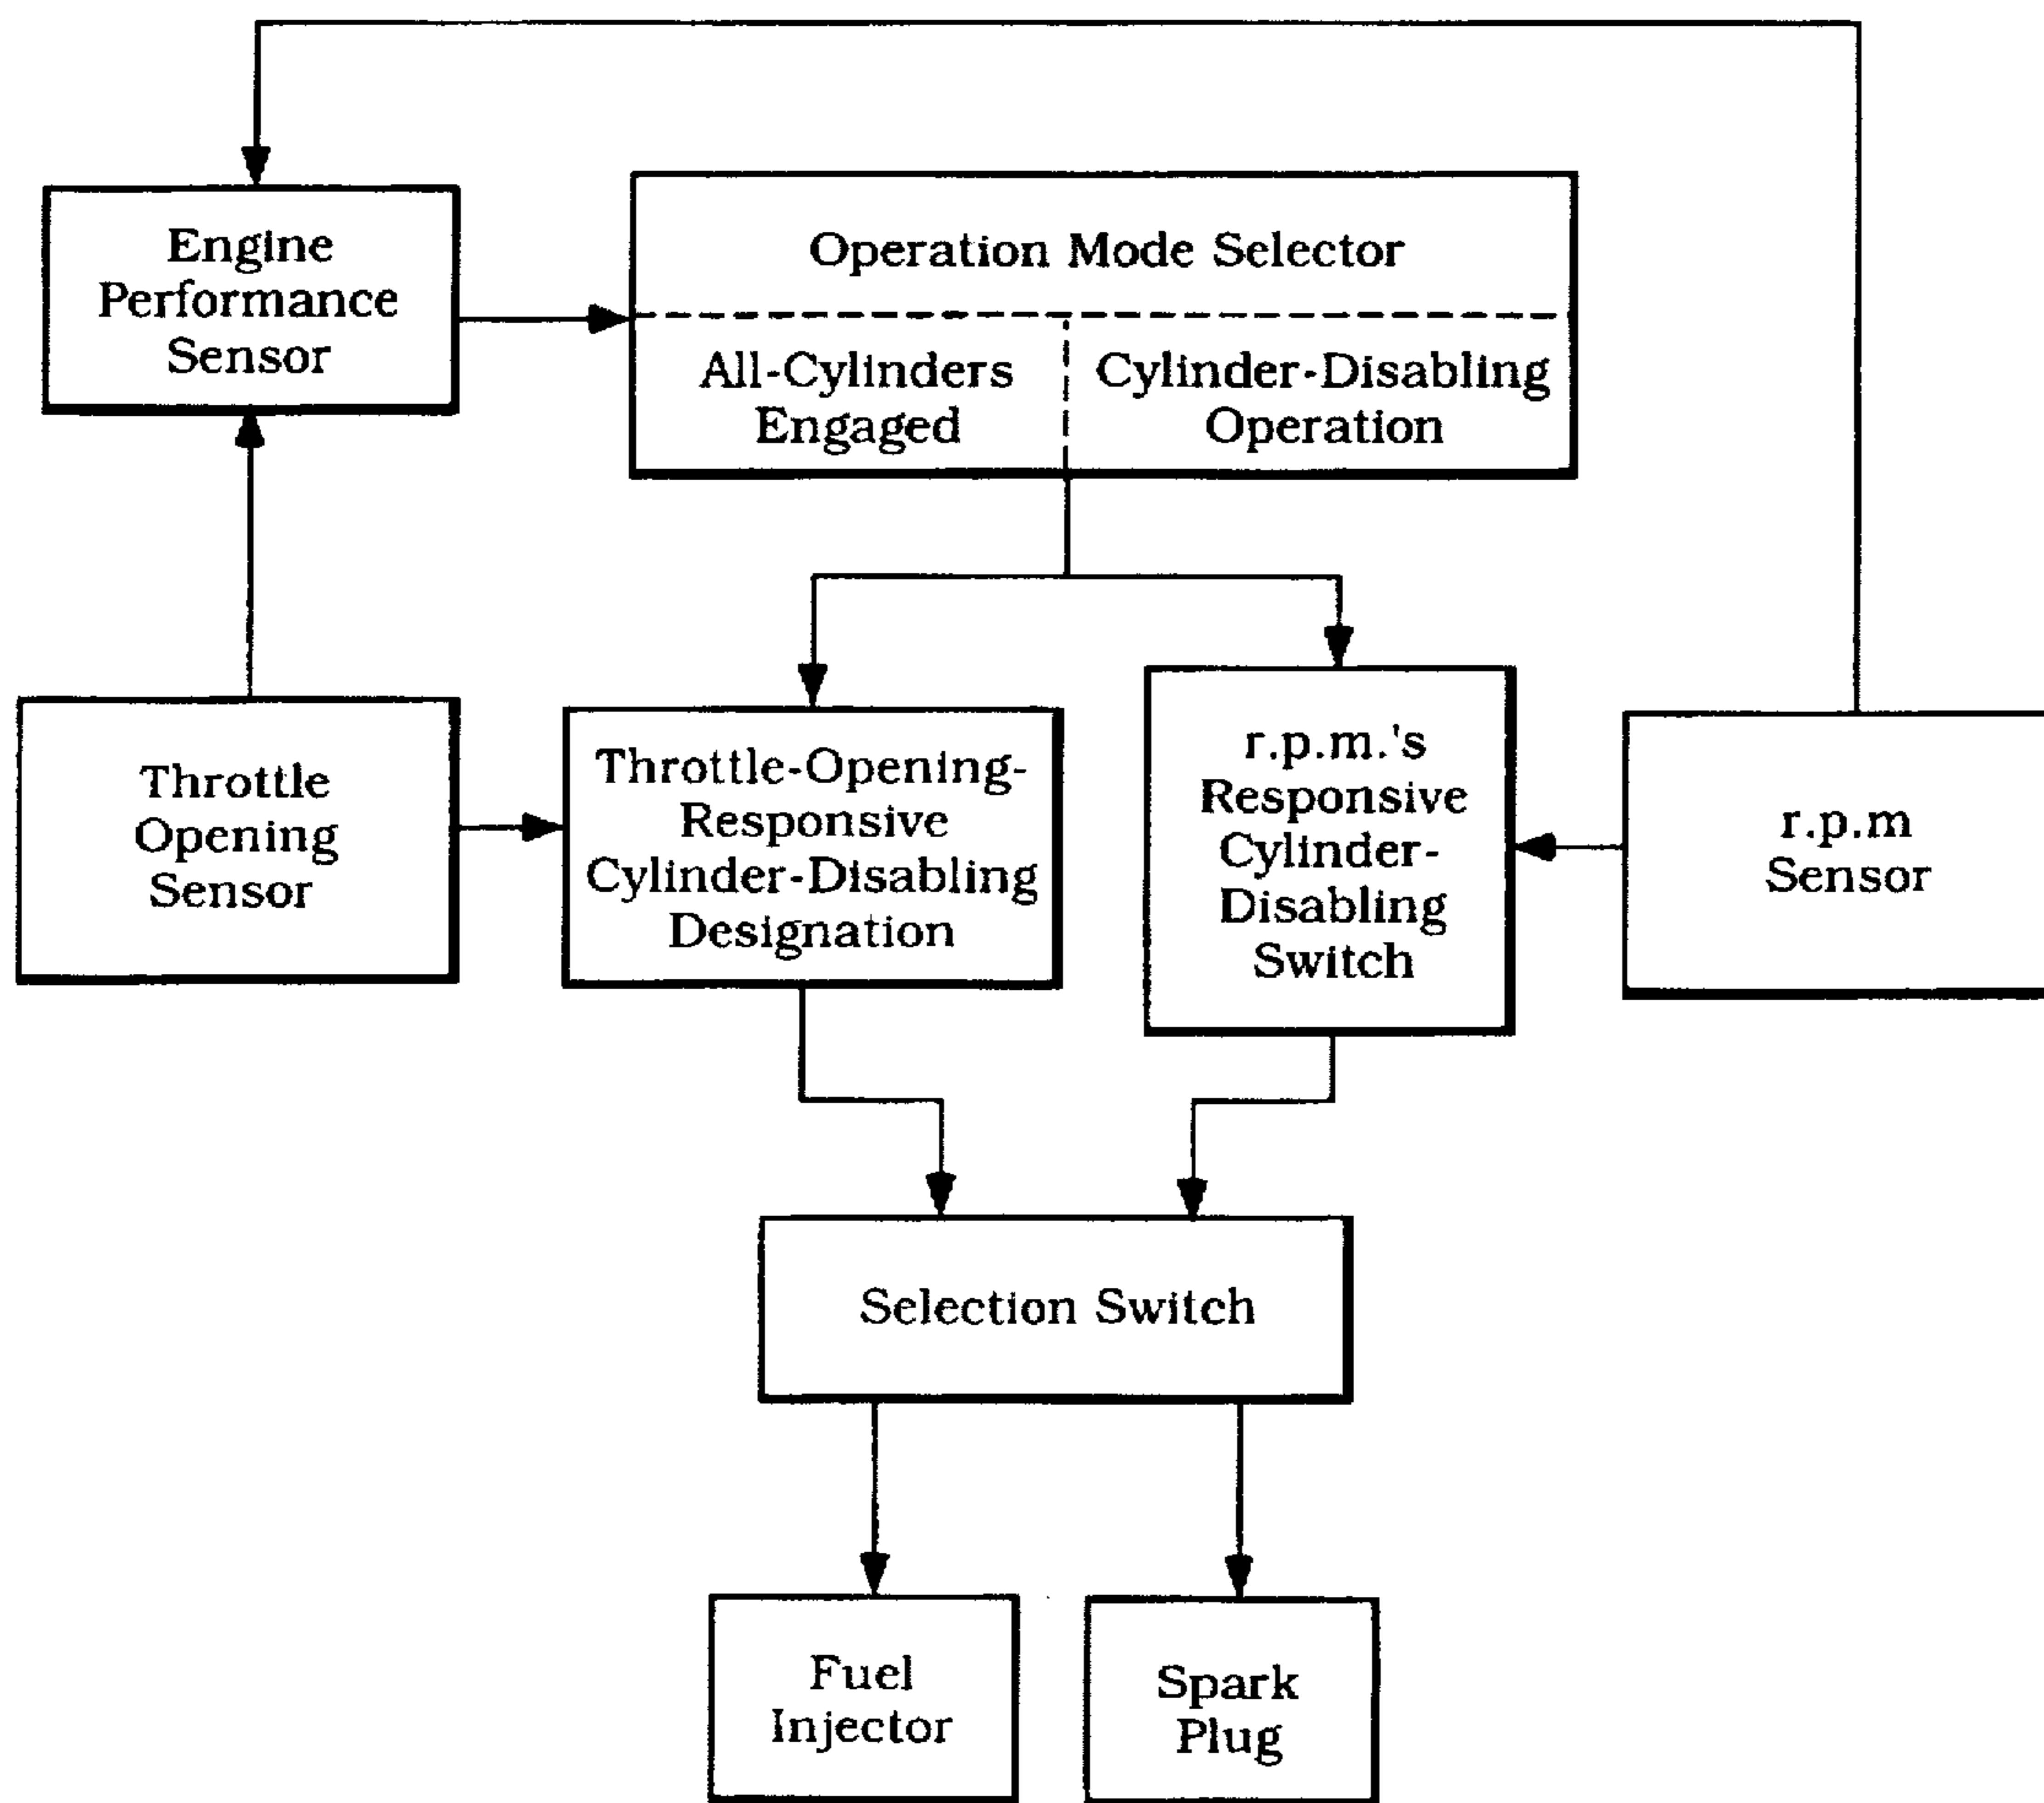 Engine
Performance
Sensor
Operation Mode Selector
All-Cylinders
Engaged
Cylinder-Disabling
Operation
Throttle
Opening
Sensor
Throttle-Opening-
Responsive
Cylinder-Disabling
Designation
r.p.m.'s
Responsive
Cylinder-
Disabling
Switch
r.p.m
Sensor
Selection Switch
Fuel
Injector
Spark
Plug